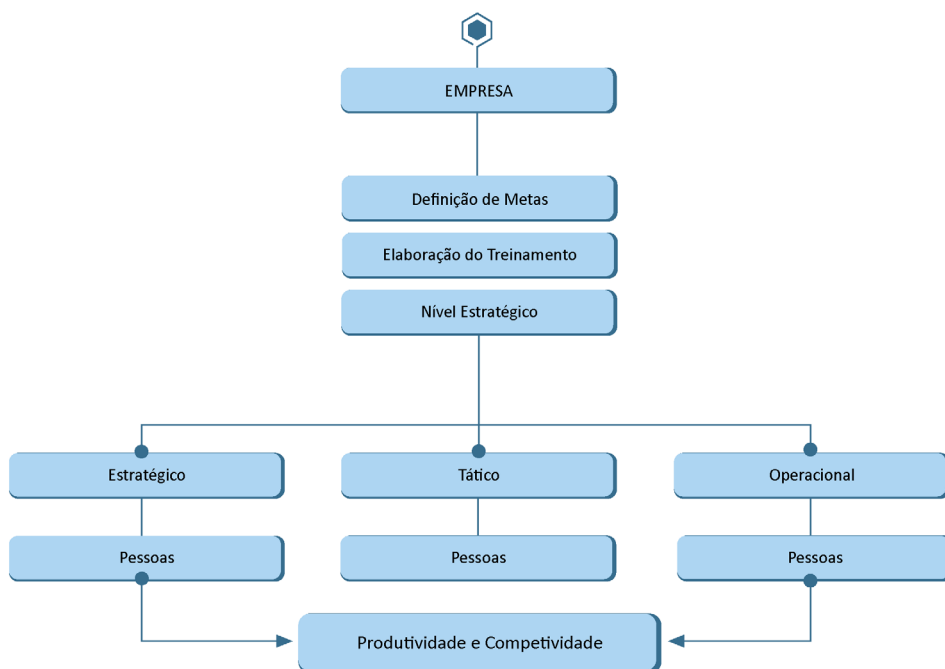 EMPRESA
Definição de Metas
Elaboração do Treinamento
Nível Estratégico
Estratégico
Tático
Operacional
Pessoas
Pessoas
Pessoas
Produtividade e Competividade